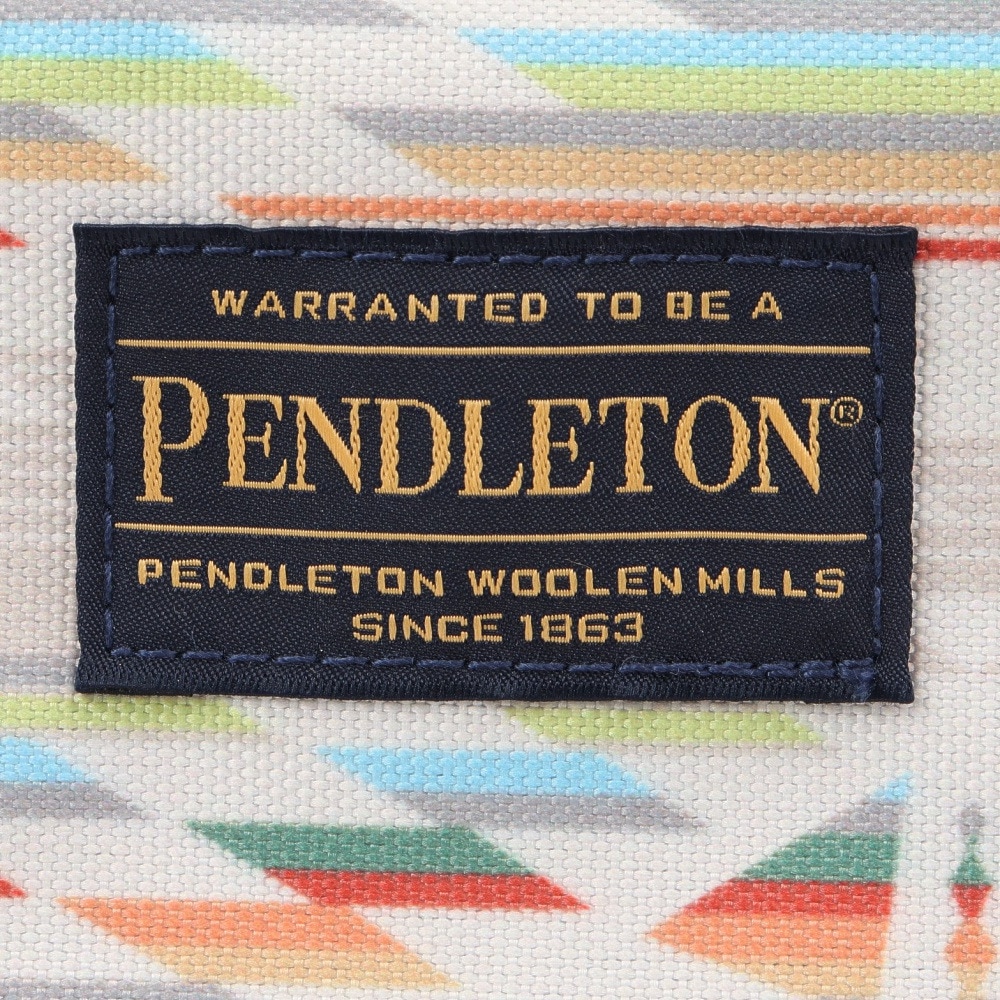 WARRANTED TO BE A
PENDLETON®
PENDLETON WOOLEN MILLS
SINCE 1863